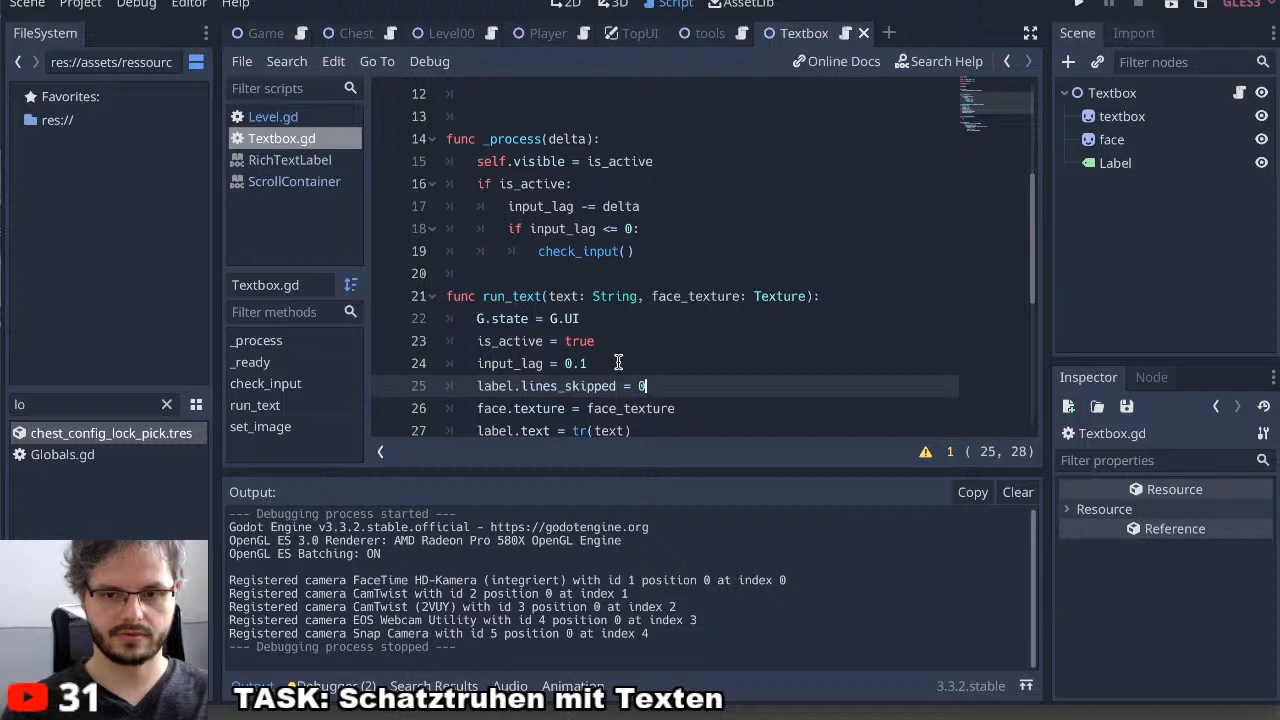 Scene Project Debug Editor Help 2D 3D Script AssetLib GLES3
FileSystem
res://assets/ressourc
Favorites:
res://
lo
chest_config_lock_pick.tres
Globals.gd
Game Chest Level00 Player TopUI tools Textbox
File Search Edit Go To Debug Online Docs Search Help
Filter scripts
Level.gd
Textbox.gd
RichTextLabel
ScrollContainer
Textbox.gd
Filter methods
_process
_ready
check_input
run_text
set_image
12
13
14 func _process(delta):
15 self.visible = is_active
16 if is_active:
17 input_lag -= delta
18 if input_lag <= 0:
19 check_input()
20
21 func run_text(text: String, face_texture: Texture):
22 G.state = G.UI
23 is_active = true
24 input_lag = 0.1
25 label.lines_skipped = 0
26 face.texture = face_texture
27 label.text = tr(text)
1 ( 25, 28)
Output: Copy Clear
--- Debugging process started ---
Godot Engine v3.3.2.stable.official - https://godotengine.org
OpenGL ES 3.0 Renderer: AMD Radeon Pro 580X OpenGL Engine
OpenGL ES Batching: ON
Registered camera FaceTime HD-Kamera (integriert) with id 1 position 0 at index 0
Registered camera CamTwist with id 2 position 0 at index 1
Registered camera CamTwist (2VUY) with id 3 position 0 at index 2
Registered camera EOS Webcam Utility with id 4 position 0 at index 3
Registered camera Snap Camera with id 5 position 0 at index 4
--- Debugging process stopped ---
Output Debugger (2) Search Results Audio Animation 3.3.2.stable
Scene Import
Filter nodes
Textbox
textbox
face
Label
Inspector Node
Textbox.gd
Filter properties
Resource
Resource
Reference
31
TASK: Schatztruhen mit Texten